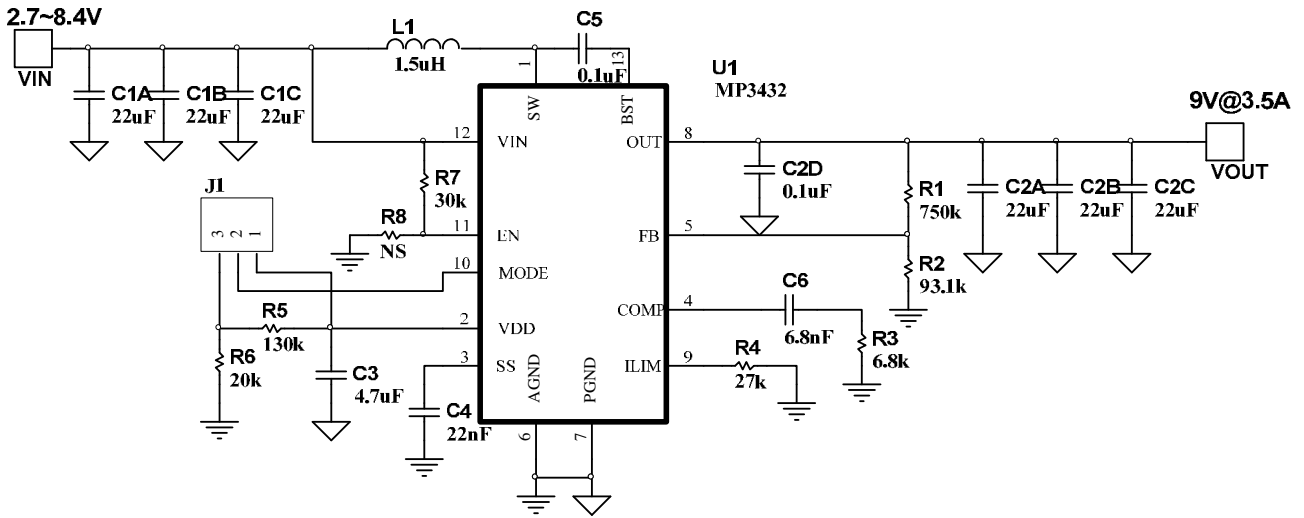 2.7~8.4V
VIN
L1
1.5uH
C5
0.1uF
1
13
U1
MP3432
C1A
22uF
C1B
22uF
C1C
22uF
SW
BST
9V@3.5A
VOUT
12
VIN
OUT
8
R7
30k
C2D
0.1uF
R1
750k
C2A
22uF
C2B
22uF
C2C
22uF
J1
3
2
1
R8
NS
11
EN
FB
5
10
MODE
R2
93.1k
C6
6.8nF
COMP
4
R5
130k
2
VDD
R3
6.8k
R6
20k
C3
4.7uF
3
SS
ILIM
9
R4
27k
AGND
PGND
C4
22nF
6
7